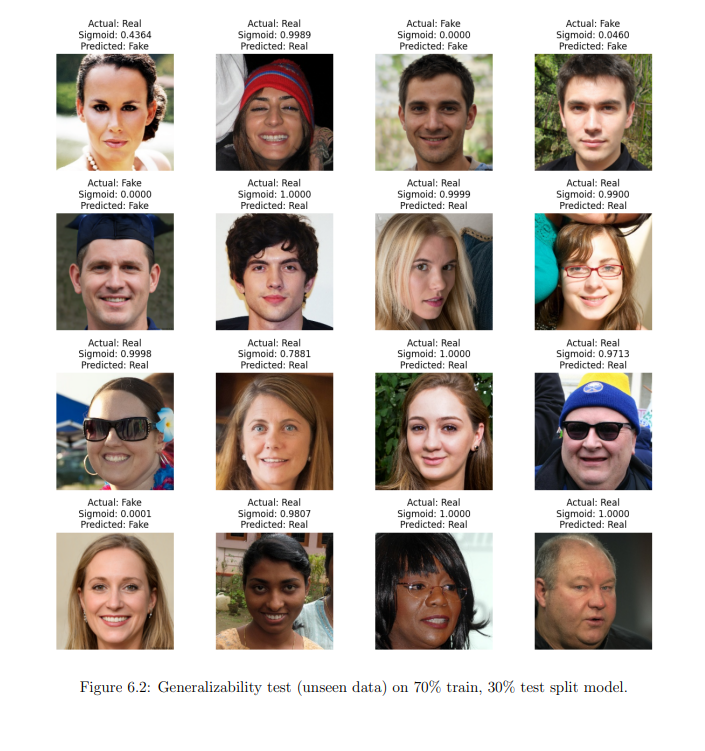 Actual: Real
Sigmoid: 0.4364
Predicted: Fake
Actual: Real
Sigmoid: 0.9989
Predicted: Real
Actual: Fake
Sigmoid: 0.0000
Predicted: Fake
Actual: Fake
Sigmoid: 0.0460
Predicted: Fake
Actual: Fake
Sigmoid: 0.0000
Predicted: Fake
Actual: Real
Sigmoid: 1.0000
Predicted: Real
Actual: Real
Sigmoid: 0.9999
Predicted: Real
Actual: Real
Sigmoid: 0.9900
Predicted: Real
Actual: Real
Sigmoid: 0.9998
Predicted: Real
Actual: Real
Sigmoid: 0.7881
Predicted: Real
Actual: Real
Sigmoid: 1.0000
Predicted: Real
Actual: Real
Sigmoid: 0.9713
Predicted: Real
Actual: Fake
Sigmoid: 0.0001
Predicted: Fake
Actual: Real
Sigmoid: 0.9807
Predicted: Real
Actual: Real
Sigmoid: 1.0000
Predicted: Real
Actual: Real
Sigmoid: 1.0000
Predicted: Real
Figure 6.2: Generalizability test (unseen data) on 70% train, 30% test split model.